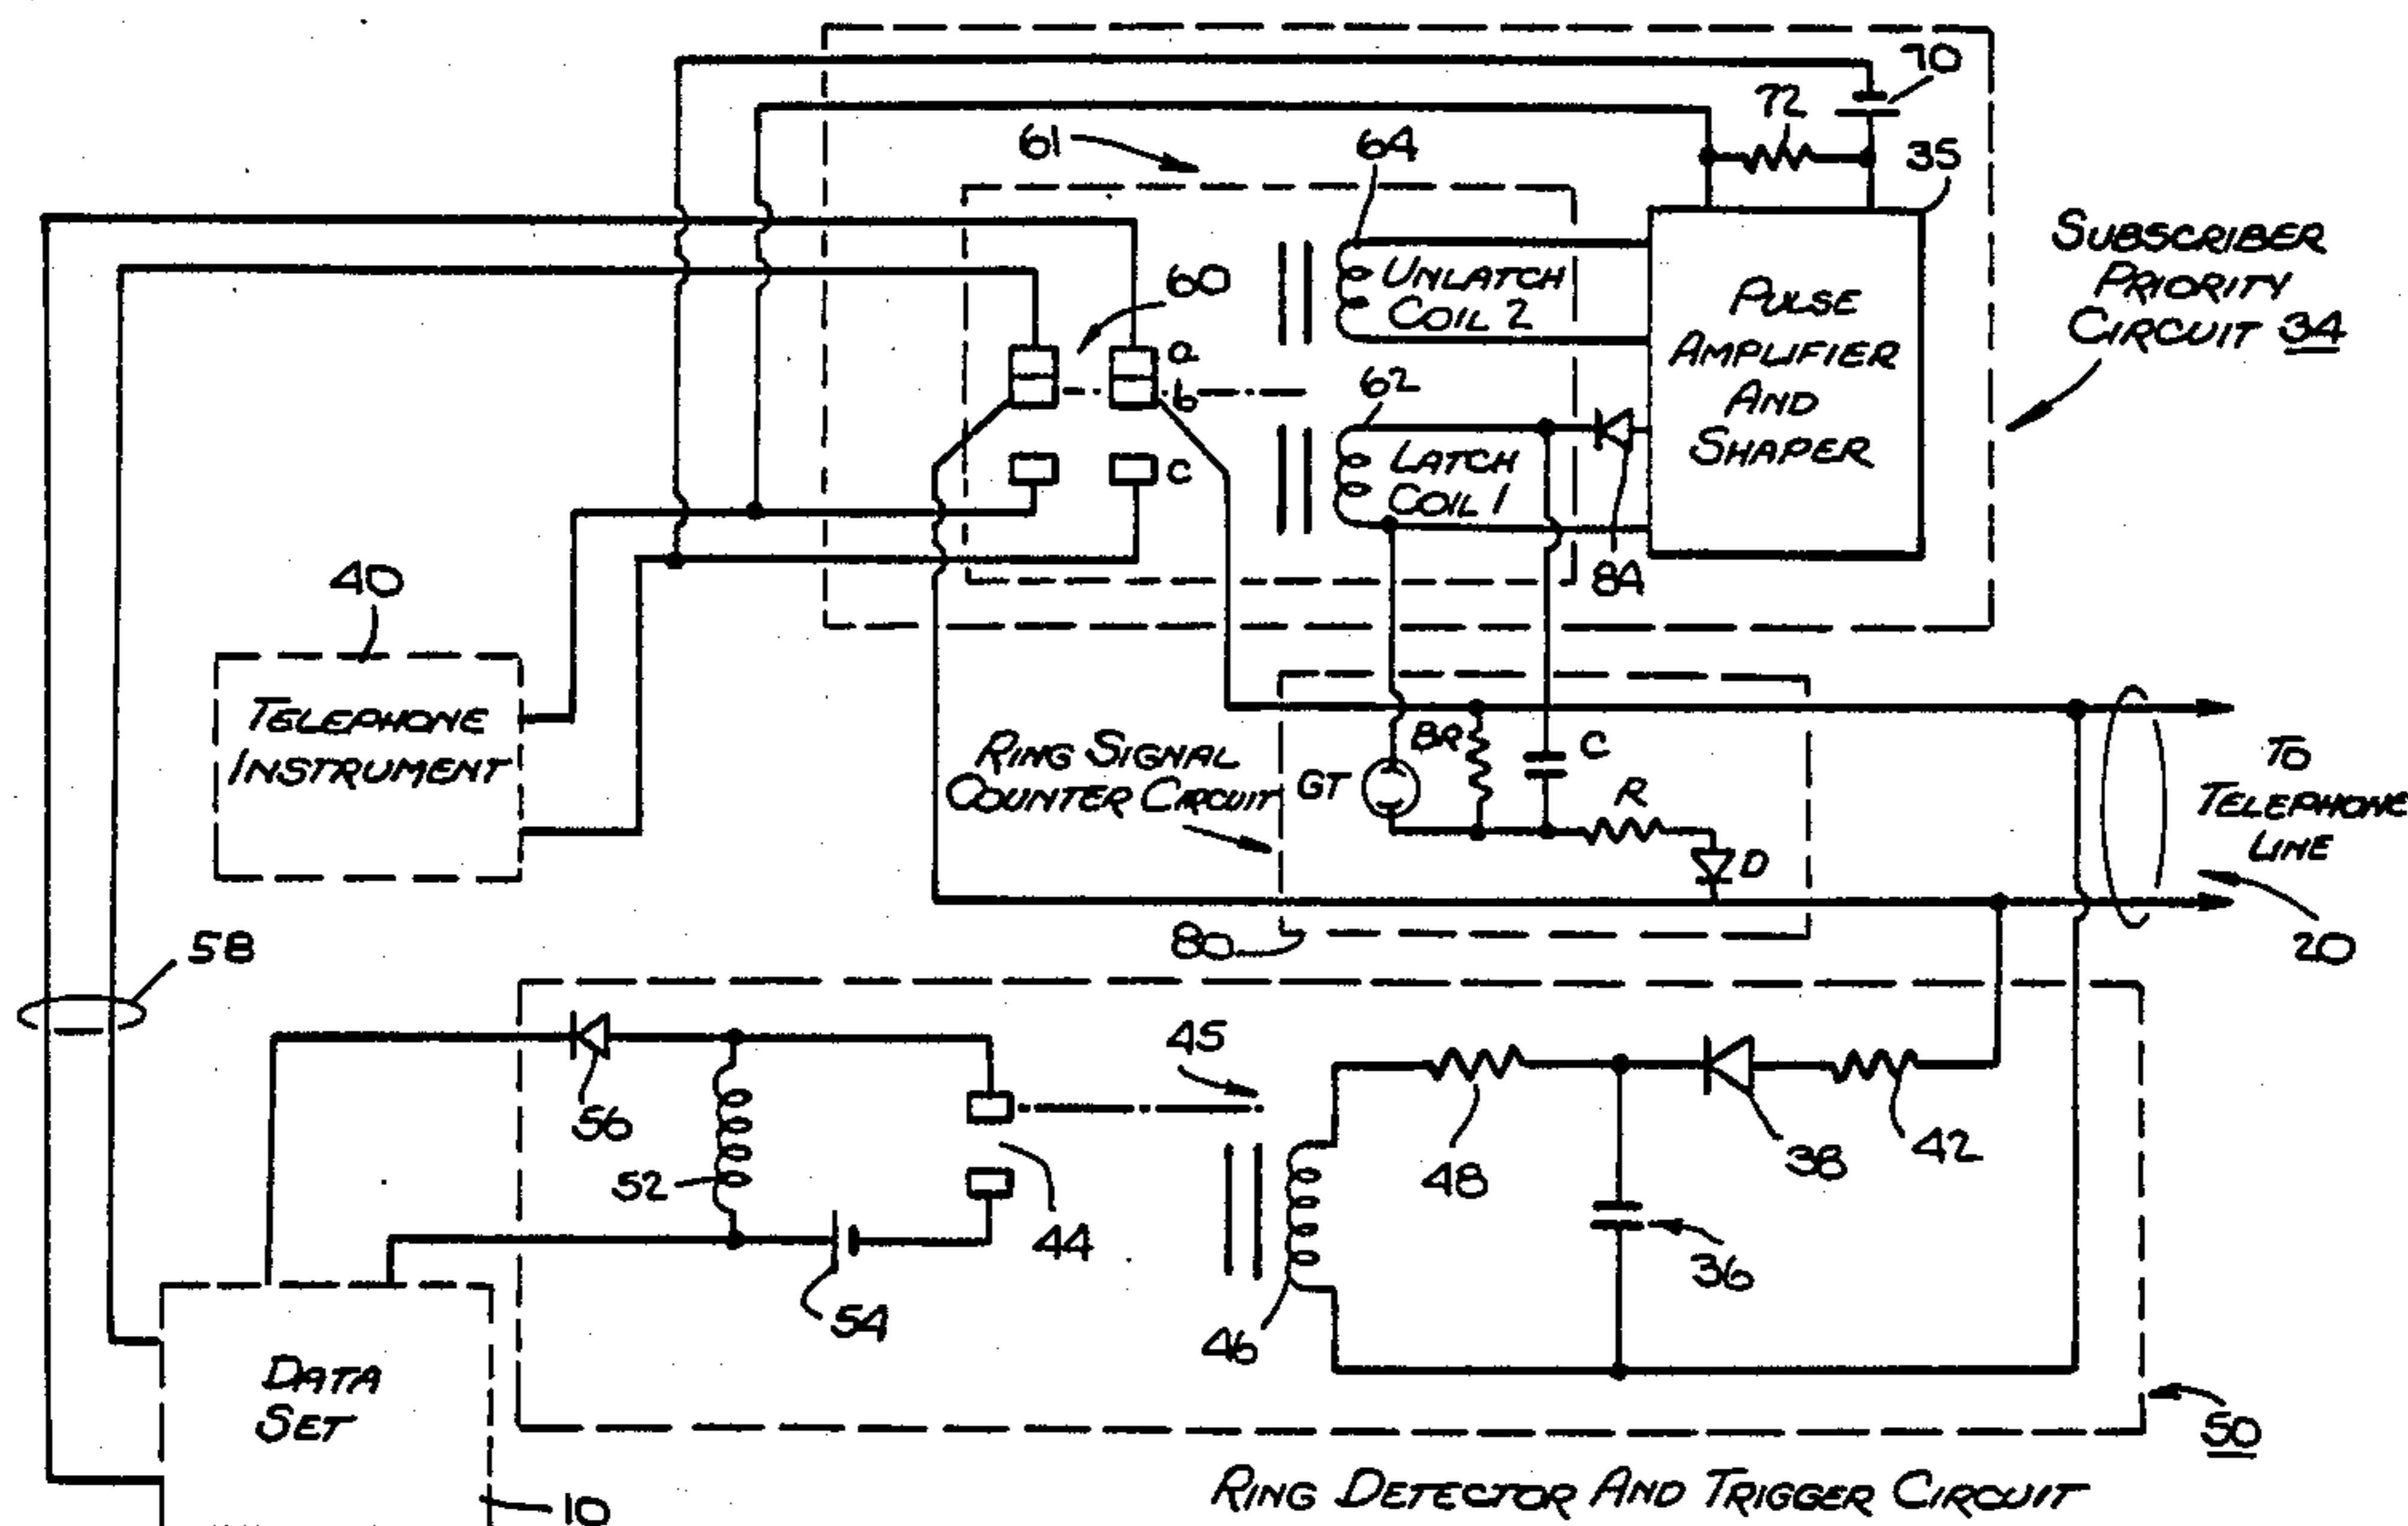 70
72
61
64
35
SUBSCRIBER
PRIORITY
CIRCUIT 34
60
UNLATCH
COIL 2
PULSE
AMPLIFIER
AND
SHAPER
a
b
62
c
LATCH
COIL 1
84
40
TELEPHONE
INSTRUMENT
RING SIGNAL
COUNTER CIRCUIT
GT
BR
C
R
D
TO
TELEPHONE
LINE
80
20
58
45
56
52
44
48
38
42
36
54
46
DATA
SET
10
50
RING DETECTOR AND TRIGGER CIRCUIT